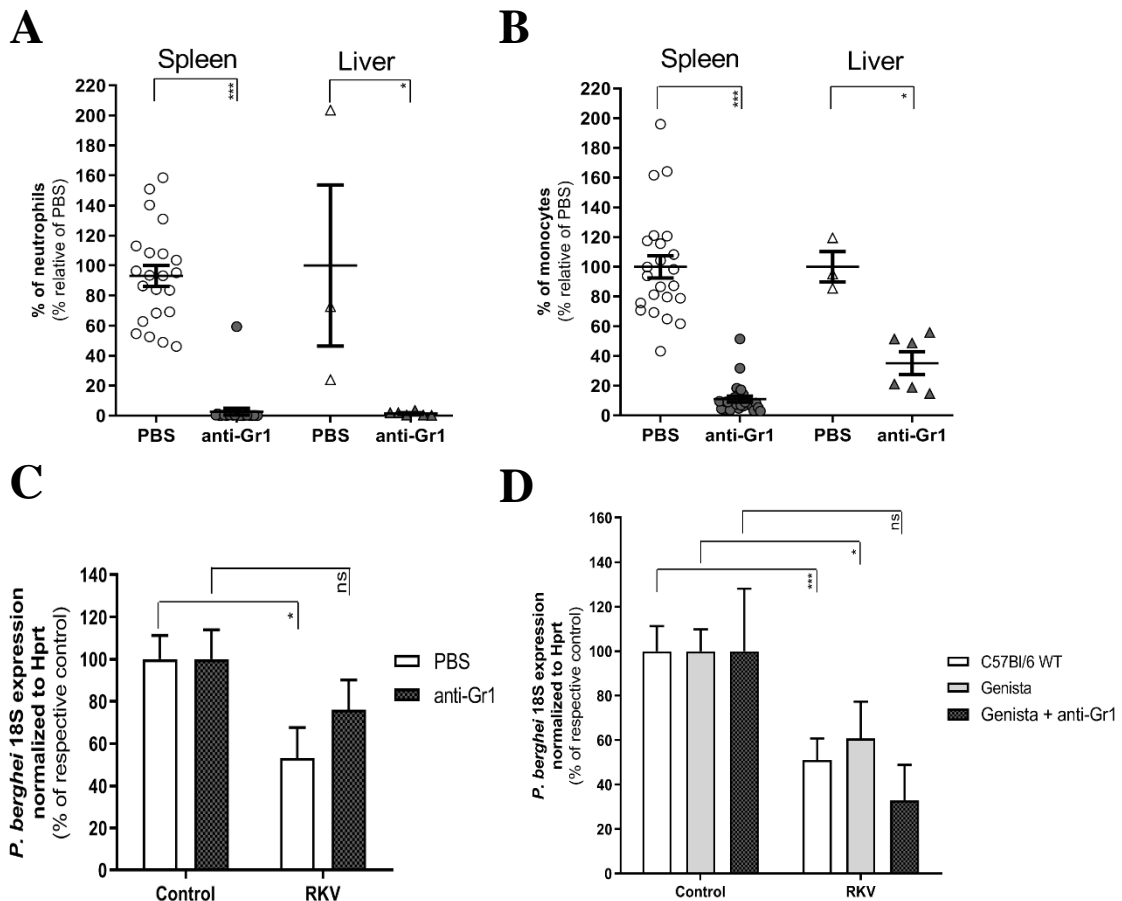 A
Spleen
Liver
***
*
% of neutrophils
(% relative of PBS)
220
200
180
160
140
120
100
80
60
40
20
0
PBS
anti-Gr1
PBS
anti-Gr1
B
Spleen
Liver
***
*
% of monocytes
(% relative of PBS)
220
200
180
160
140
120
100
80
60
40
20
0
PBS
anti-Gr1
PBS
anti-Gr1
C
P. berghei 18S expression
normalized to Hprt
(% of respective control)
140
120
100
80
60
40
20
0
*
ns
Control
RKV
PBS
anti-Gr1
D
P. berghei 18S expression
normalized to Hprt
(% of respective control)
160
140
120
100
80
60
40
20
0
***
*
ns
Control
RKV
C57Bl/6 WT
Genista
Genista + anti-Gr1